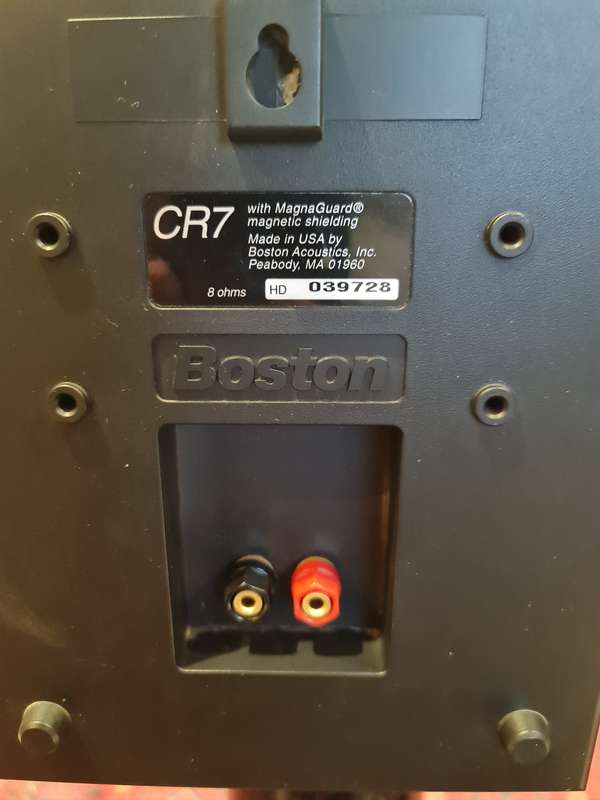 CR7
with MagnaGuard®
magnetic shielding
Made in USA by
Boston Acoustics, Inc.
Peabody, MA 01960
8 ohms HD 039728
Boston